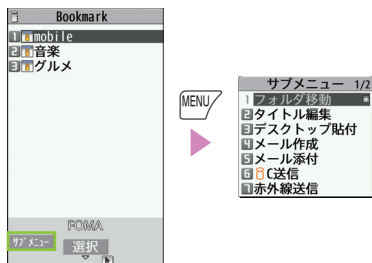 Bookmark
1 mobile
2 音楽
3 グルメ
FOMA
サブメニュー
選択
MENU
サブメニュー 1/2
1 フォルダ移動
2 タイトル編集
3 デスクトップ貼付
4 メール作成
5 メール添付
6 iC送信
7 赤外線送信